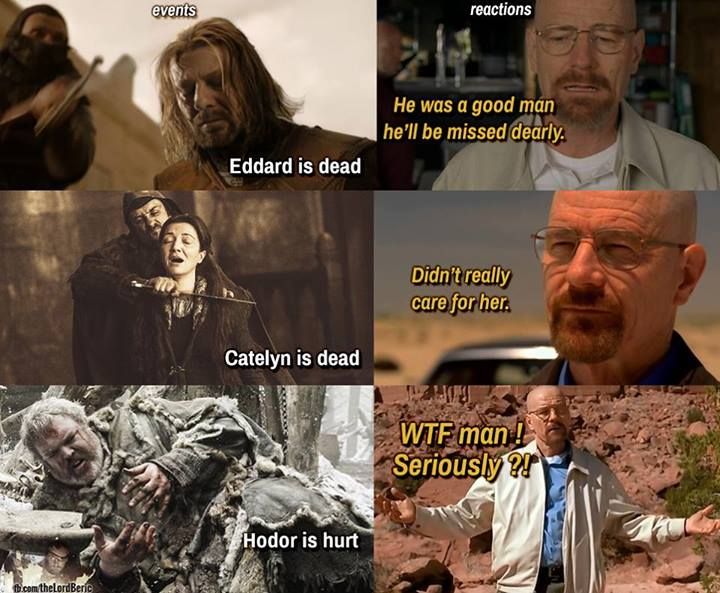 events
reactions
Eddard is dead
He was a good man
he'll be missed dearly.
Catelyn is dead
Didn't really
care for her.
Hodor is hurt
WTF man !
Seriously ?!
fb.com/theLordBeric